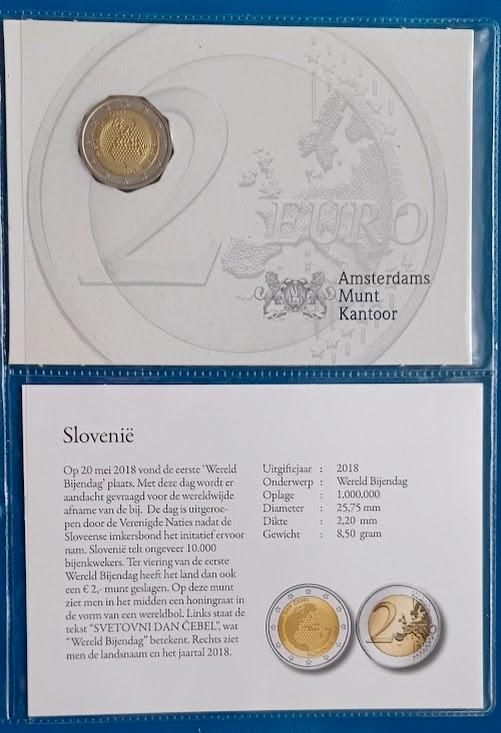 2 EURO
Amsterdams
Munt
Kantoor
Slovenië
Op 20 mei 2018 vond de eerste 'Wereld
Bijendag' plaats. Met deze dag wordt er
aandacht gevraagd voor de wereldwijde
afname van de bij. De dag is uitgeroe-
pen door de Verenigde Naties nadat de
Sloveense imkersbond het initatief ervoor
nam. Slovenië telt ongeveer 10.000
bijenkwekers. Ter viering van de eerste
Wereld Bijendag heeft het land dan ook
een € 2,- munt geslagen. Op deze munt
ziet men in het midden een honingraat in
de vorm van een wereldbol. Links staat de
tekst "SVETOVNI DAN ČEBEL", wat
"Wereld Bijendag" betekent. Rechts ziet
men de landsnaam en het jaartal 2018.
Uitgiftejaar : 2018
Onderwerp : Wereld Bijendag
Oplage : 1.000.000
Diameter : 25,75 mm
Dikte : 2,20 mm
Gewicht : 8,50 gram
2 EURO